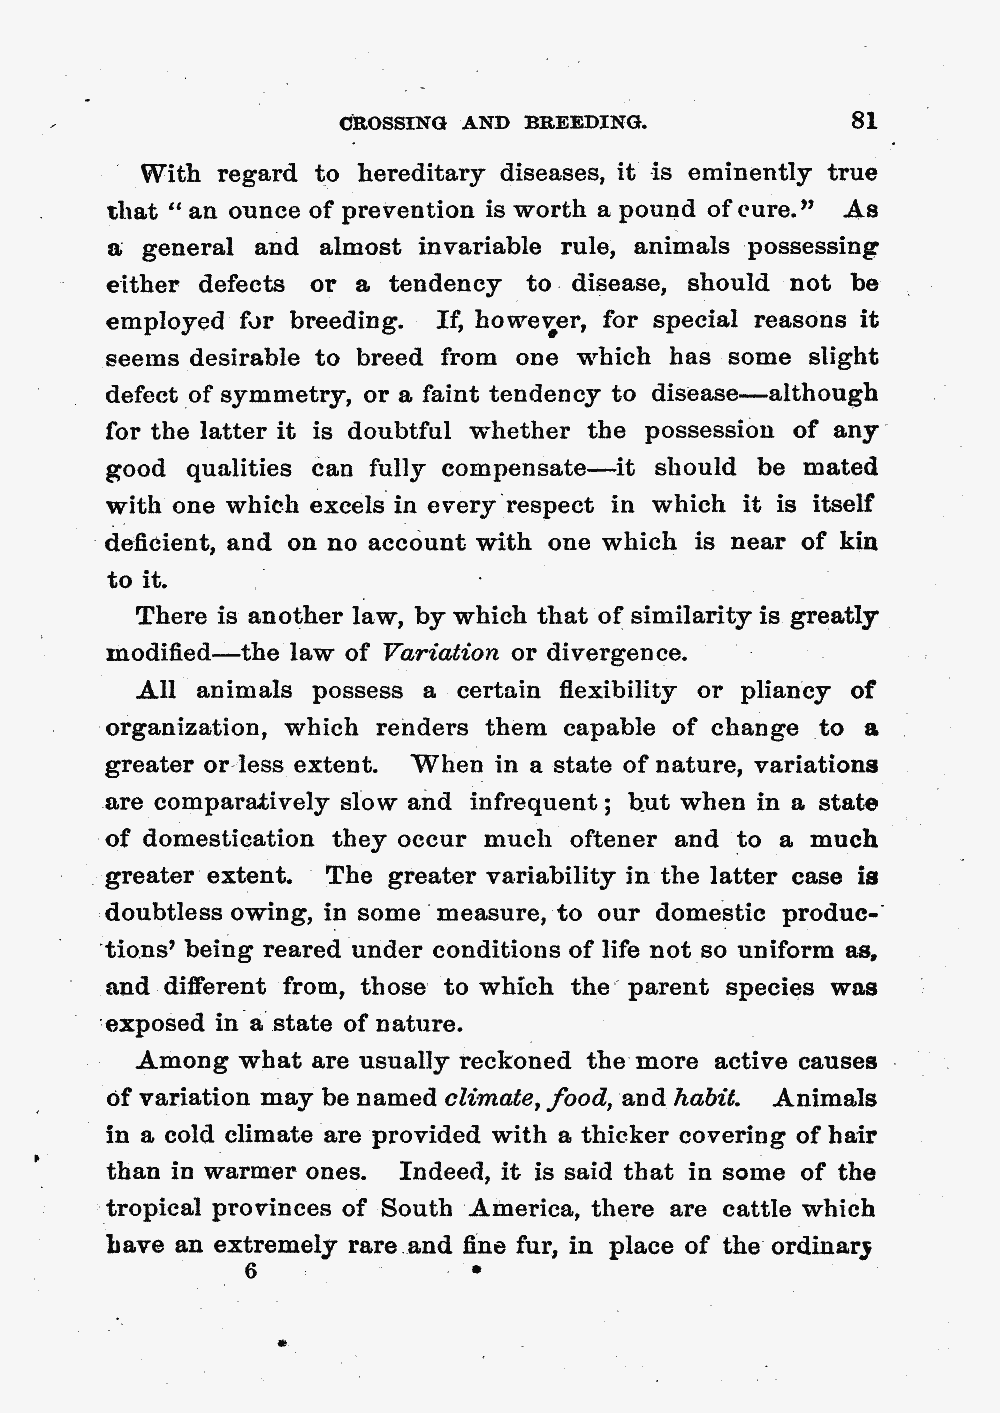 CROSSING AND BREEDING. 81
With regard to hereditary diseases, it is eminently true
that “ an ounce of prevention is worth a pound of cure.” As
a general and almost invariable rule, animals possessing
either defects or a tendency to disease, should not be
employed for breeding. If, however, for special reasons it
seems desirable to breed from one which has some slight
defect of symmetry, or a faint tendency to disease—although
for the latter it is doubtful whether the possession of any
good qualities can fully compensate—it should be mated
with one which excels in every respect in which it is itself
deficient, and on no account with one which is near of kin
to it.
There is another law, by which that of similarity is greatly
modified—the law of Variation or divergence.
All animals possess a certain flexibility or pliancy of
organization, which renders them capable of change to a
greater or less extent. When in a state of nature, variations
are comparatively slow and infrequent ; but when in a state
of domestication they occur much oftener and to a much
greater extent. The greater variability in the latter case is
doubtless owing, in some measure, to our domestic produc-
tions’ being reared under conditions of life not so uniform as,
and different from, those to which the parent species was
exposed in a state of nature.
Among what are usually reckoned the more active causes
of variation may be named climate, food, and habit. Animals
in a cold climate are provided with a thicker covering of hair
than in warmer ones. Indeed, it is said that in some of the
tropical provinces of South America, there are cattle which
have an extremely rare and fine fur, in place of the ordinary
6